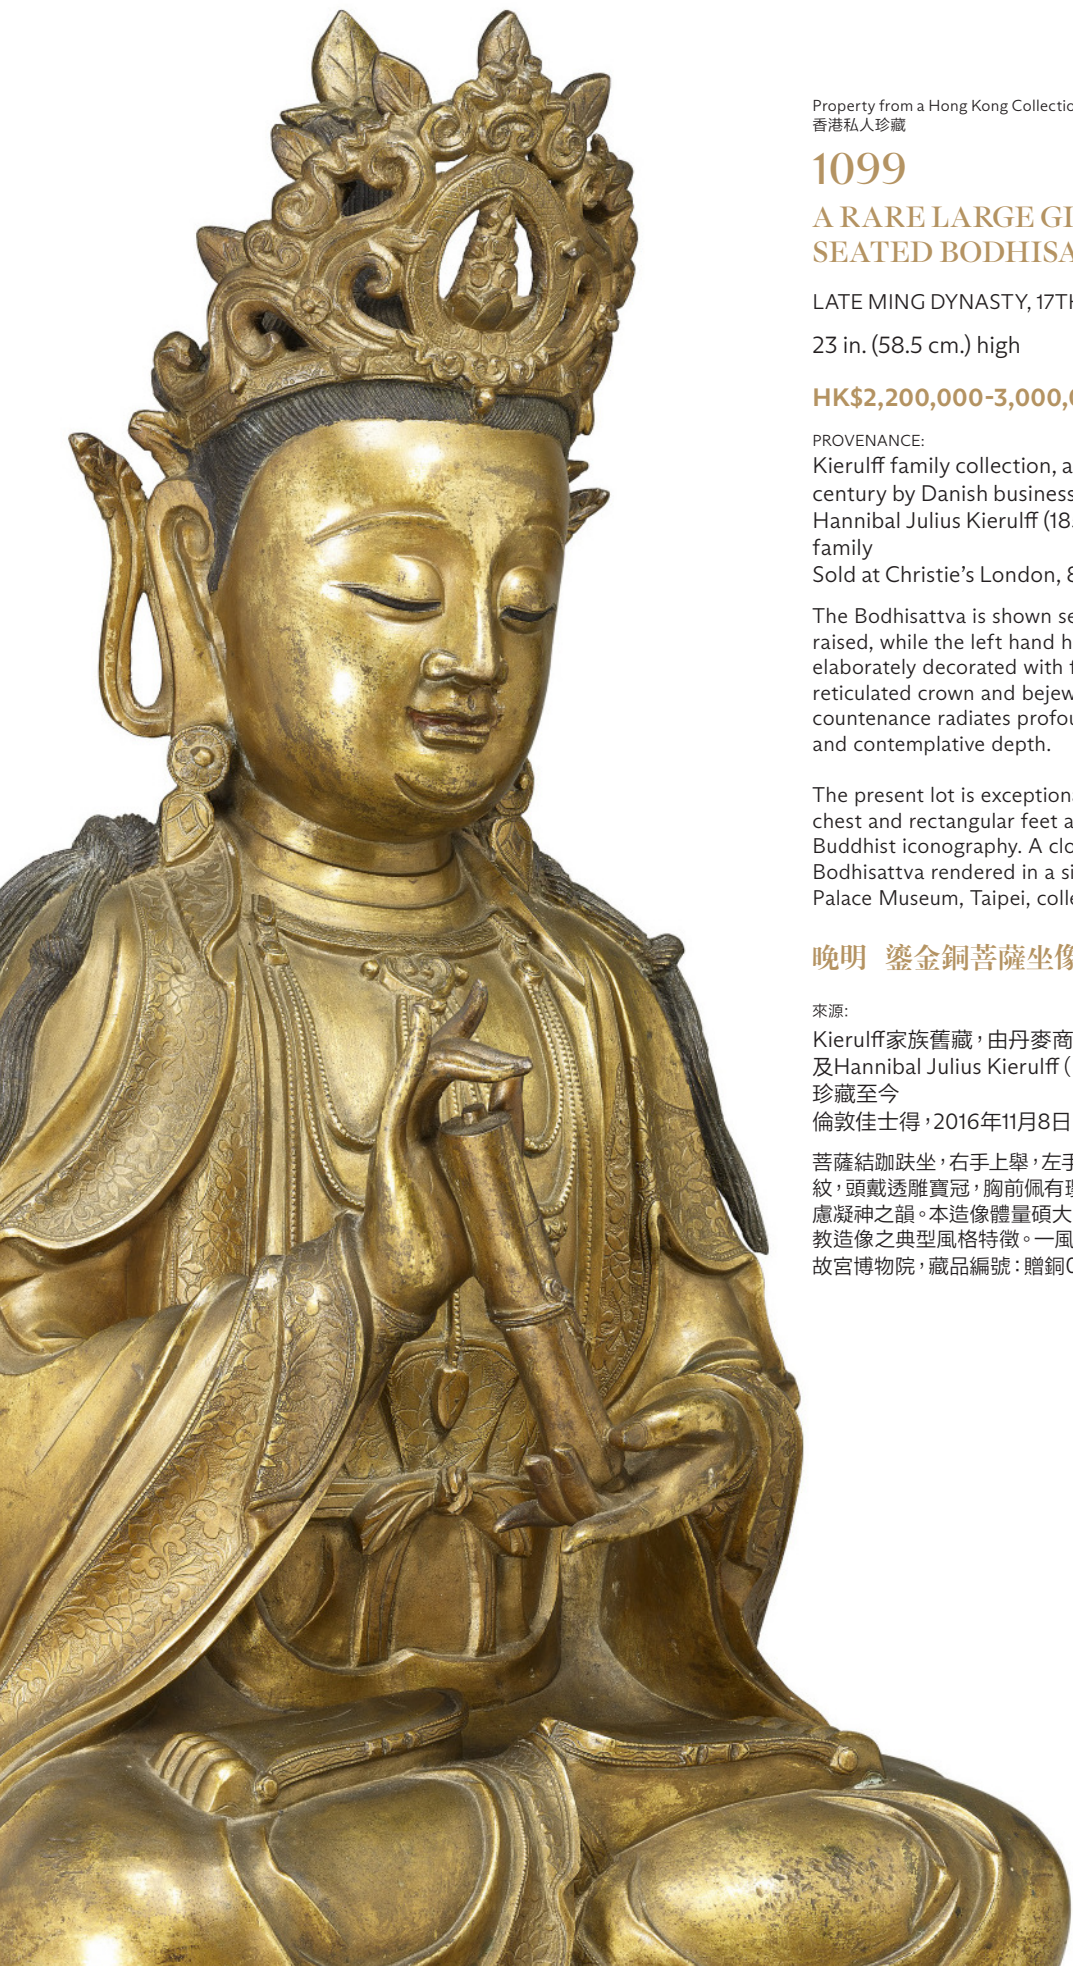 Property from a Hong Kong Collectio
香港私人珍藏
1099
A RARE LARGE GI
SEATED BODHISA
LATE MING DYNASTY, 17TH
23 in. (58.5 cm.) high
HK$2,200,000-3,000,0
PROVENANCE:
Kierulff family collection, a
century by Danish business
Hannibal Julius Kierulff (18
family
Sold at Christie’s London, 8
The Bodhisattva is shown se
raised, while the left hand h
elaborately decorated with f
reticulated crown and bejew
countenance radiates profou
and contemplative depth.
The present lot is exception
chest and rectangular feet a
Buddhist iconography. A clo
Bodhisattva rendered in a si
Palace Museum, Taipei, colle
晚明 鎏金銅菩薩坐像
來源:
Kierulff家族舊藏，由丹麥商
及Hannibal Julius Kierulff (
珍藏至今
倫敦佳士得，2016年11月8日
菩薩結跏趺坐，右手上舉，左手
紋，頭戴透雕寶冠，胸前佩有
慮凝神之韻。本造像體量碩大
教造像之典型風格特徵。一風
故宮博物院，藏品編號：贈銅0